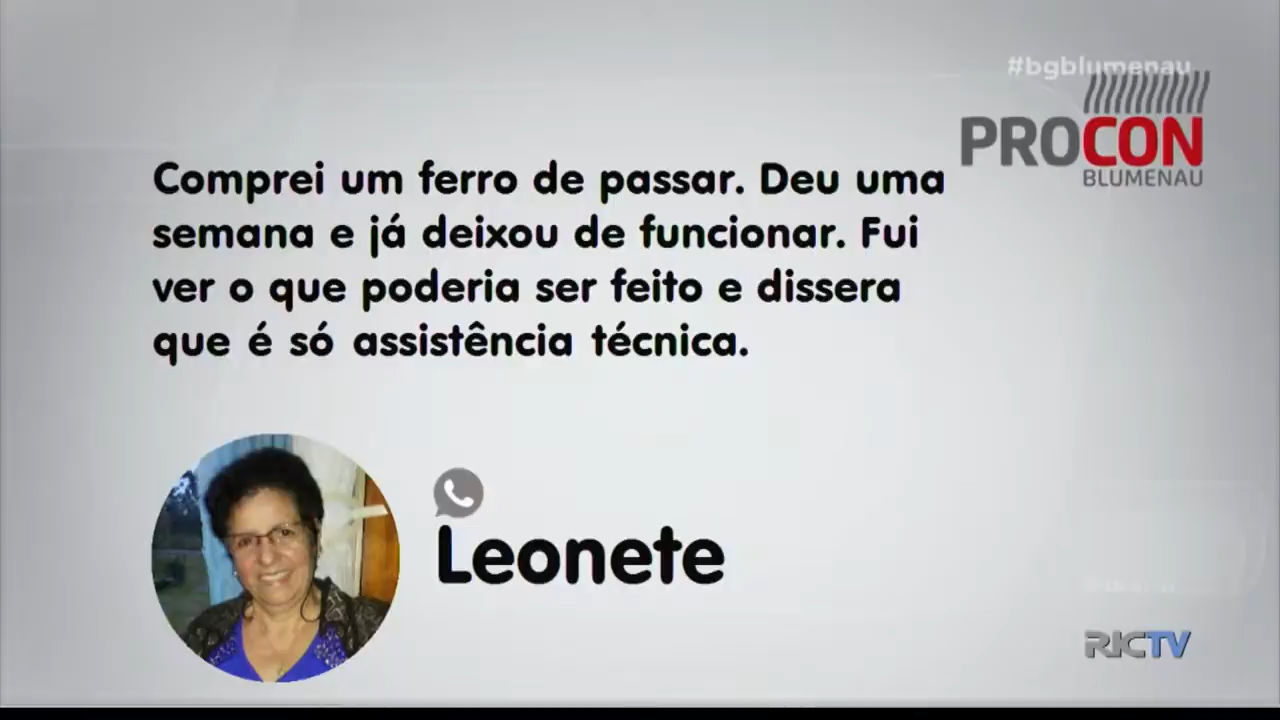 #bgblumenau
PROCON
BLUMENAU
Comprei um ferro de passar. Deu uma
semana e já deixou de funcionar. Fui
ver o que poderia ser feito e dissera
que é só assistência técnica.
Leonete
RICTV